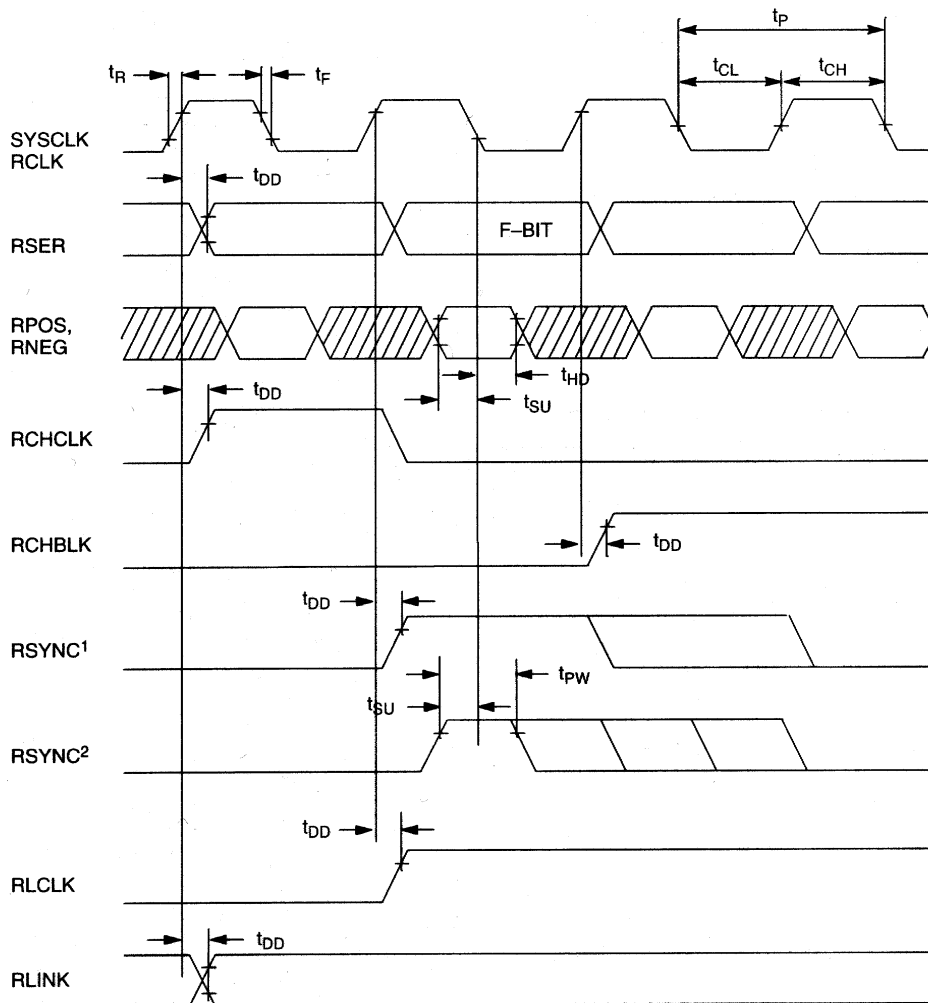 tP
tR tF tCL tCH
SYSCLK
RCLK
tDD
RSER F–BIT
RPOS,
RNEG
tHD
tDD tSU
RCHCLK
RCHBLK tDD
tDD
RSYNC1
tPW
tSU
RSYNC2
tDD
RLCLK
tDD
RLINK